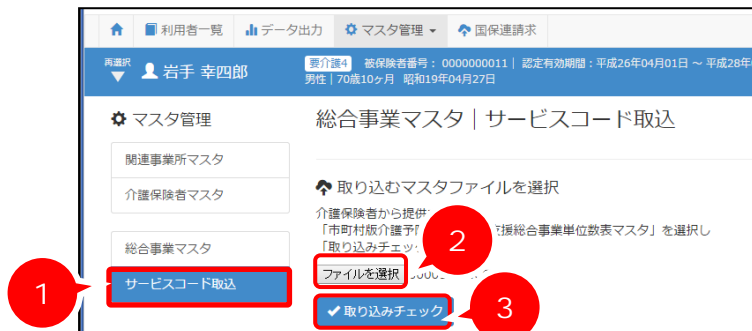 利用者一覧 データ出力 マスタ管理 国保連請求
再選択 岩手 幸四郎
要介護4 被保険者番号： 0000000011｜ 認定有効期間：平成26年04月01日 ～ 平成28年
男性｜70歳10ヶ月 昭和19年04月27日
マスタ管理
関連事業所マスタ
介護保険者マスタ
総合事業マスタ
サービスコード取込
1
総合事業マスタ｜サービスコード取込
取り込むマスタファイルを選択
介護保険者から提供
「市町村版介護予 支援総合事業単位数表マスタ」を選択し
「取り込みチェッ
2
ファイルを選択
取り込みチェック
3